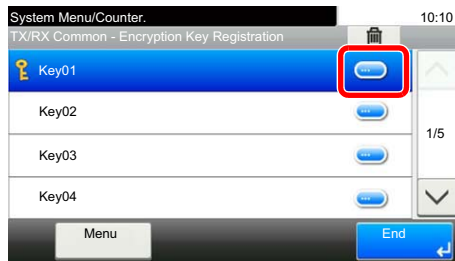 System Menu/Counter.
10:10
TX/RX Common - Encryption Key Registration
Key01
Key02
1/5
Key03
Key04
Menu
End